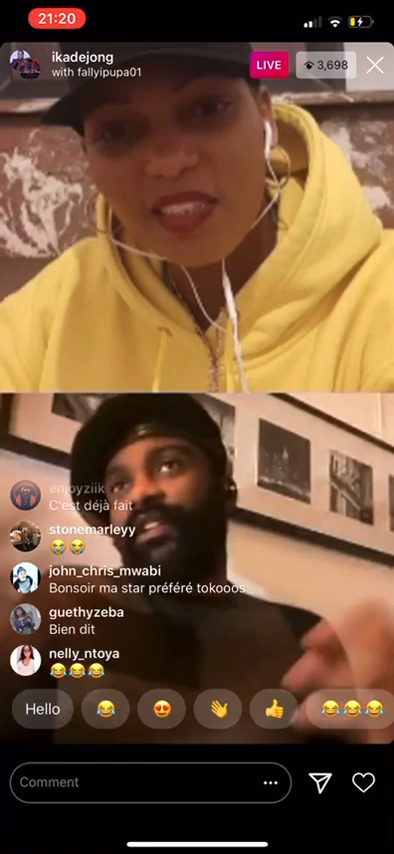 21:20
ikadejong
with fallyipupa01
LIVE
3,698
enjoyziik
C'est déjà fait
stonemarleyy
😭😭
john_chris_mwabi
Bonsoir ma star préféré tokooos
guethyzeba
Bien dit
nelly_ntoya
😂😂😂
Hello 😂 😍 👋 👍 😂😂😂
Comment